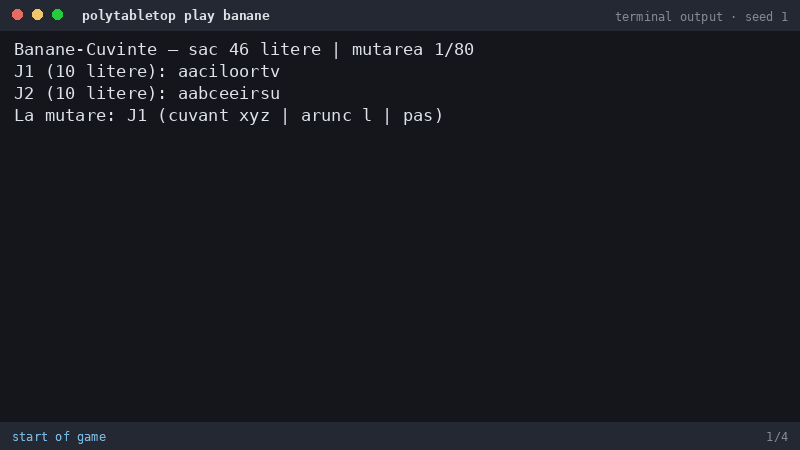 polytabletop play banane
terminal output · seed 1
Banane-Cuvinte — sac 46 litere | mutarea 1/80
J1 (10 litere): aaciloortv
J2 (10 litere): aabceeirsu
La mutare: J1 (cuvant xyz | arunc l | pas)
start of game
1/4